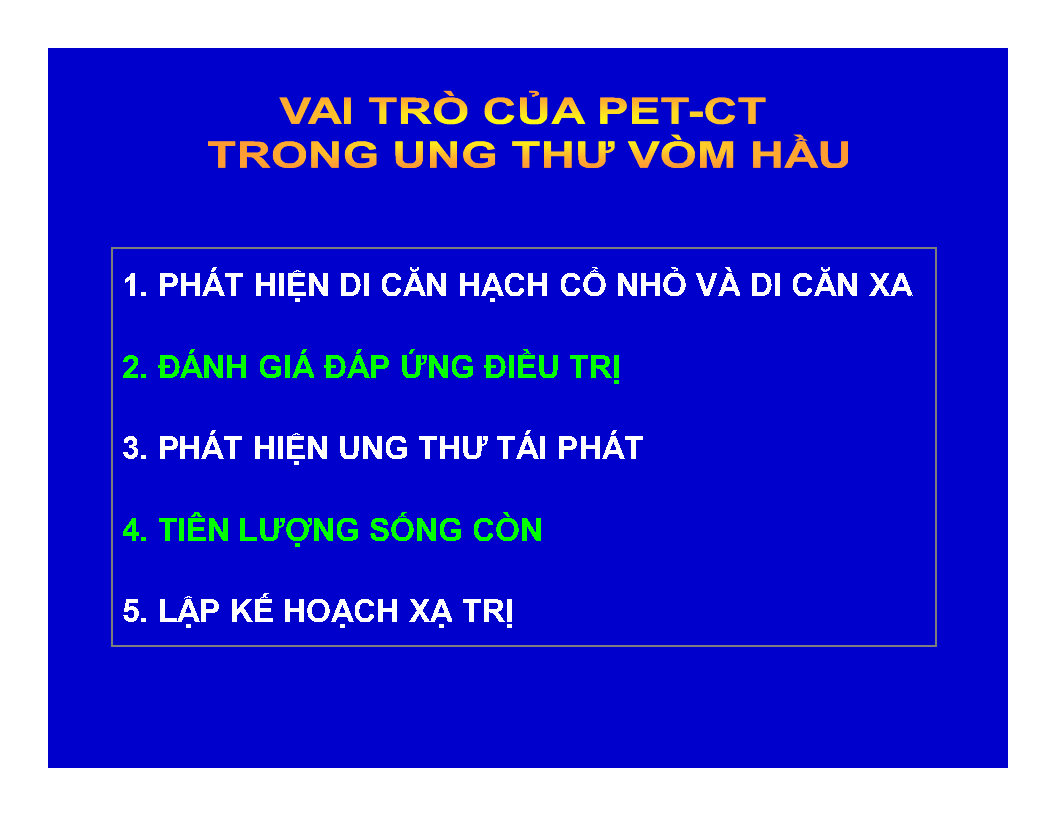 VAI TRÒ CỦA PET-CT
TRONG UNG THƯ VÒM HẦU
1. PHÁT HIỆN DI CĂN HẠCH CỔ NHỎ VÀ DI CĂN XA
2. ĐÁNH GIÁ ĐÁP ỨNG ĐIỀU TRỊ
3. PHÁT HIỆN UNG THƯ TÁI PHÁT
4. TIÊN LƯỢNG SỐNG CÒN
5. LẬP KẾ HOẠCH XẠ TRỊ